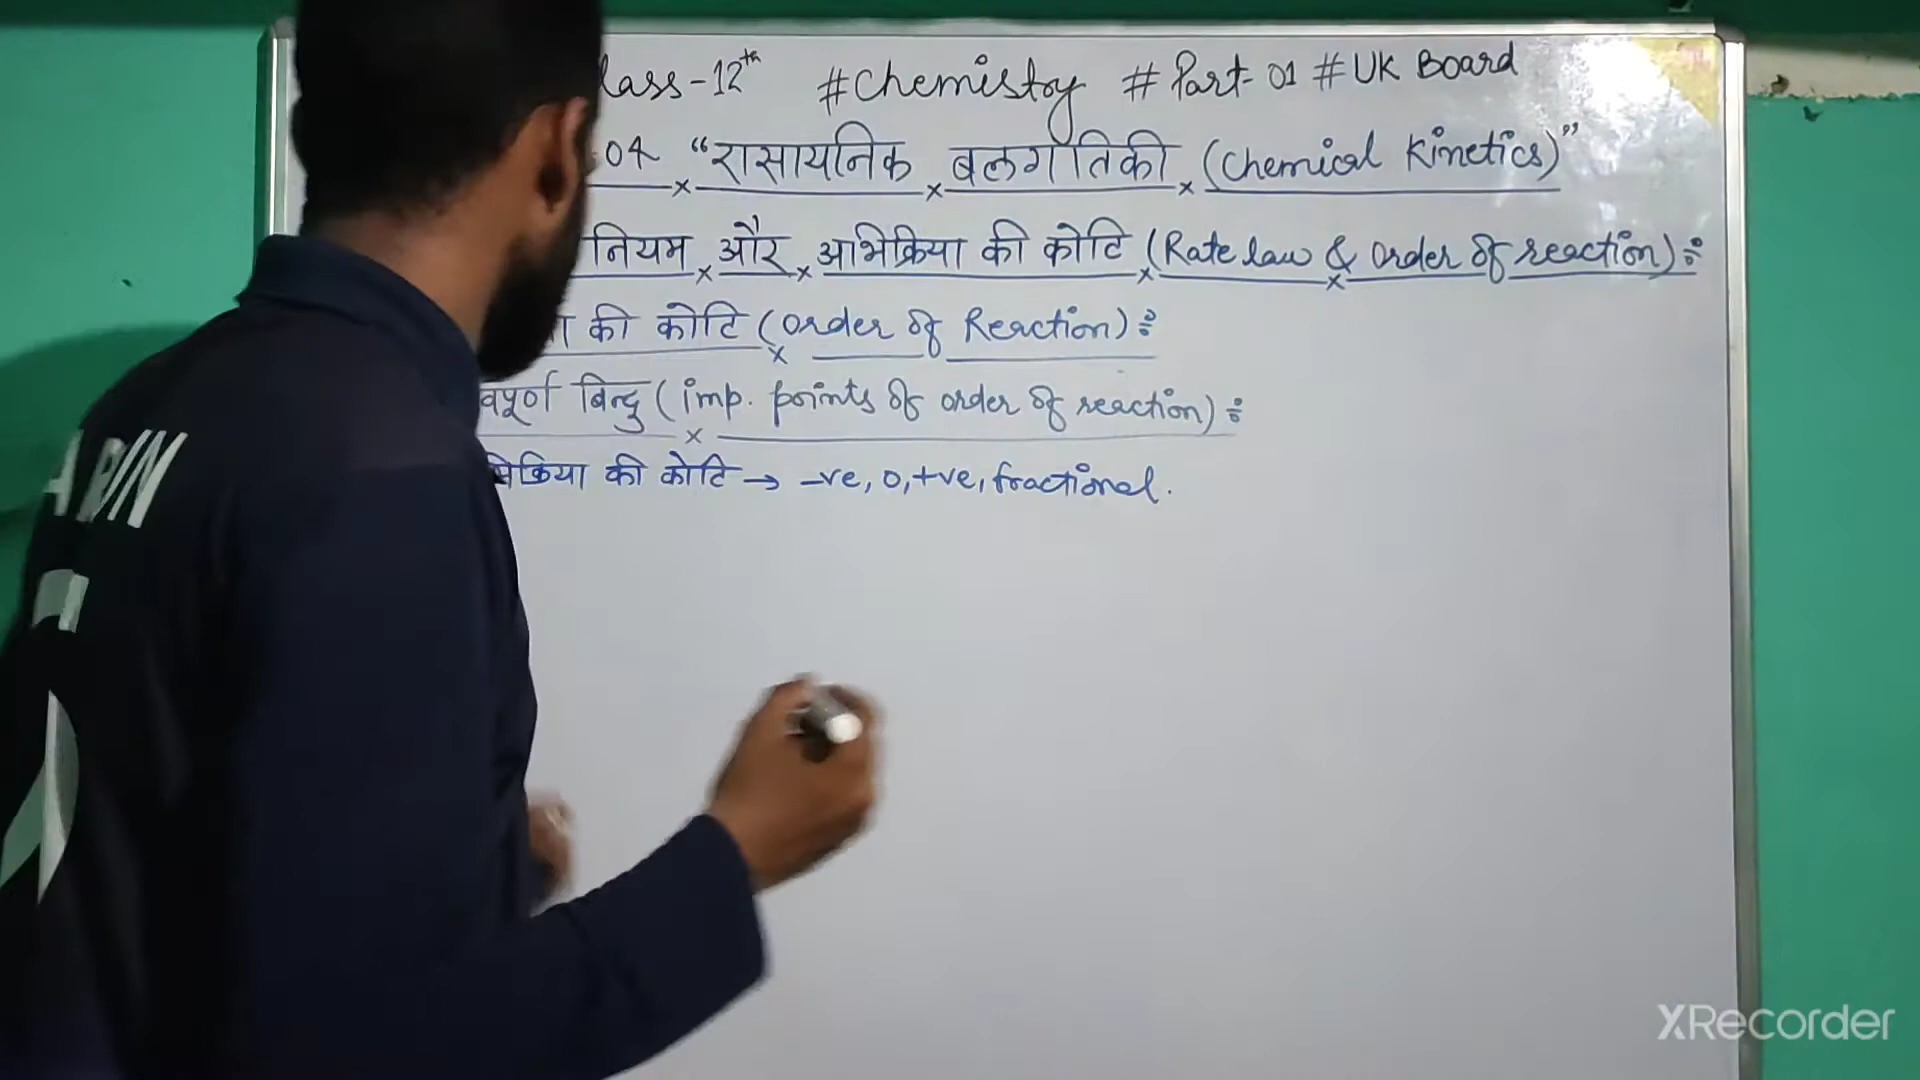 lass-12th #Chemistry # Part-01 # UK Board
04 "रासायनिक बलगतिकी (Chemical Kinetics)"
नियम और अभिक्रिया की कोटि (Rate law & Order of reaction) :
की कोटि (Order of Reaction) :
वपूर्ण बिन्दु (imp. points of order of reaction) :
भिक्रिया की कोटि → -ve, 0, +ve, fractional.
XRecorder